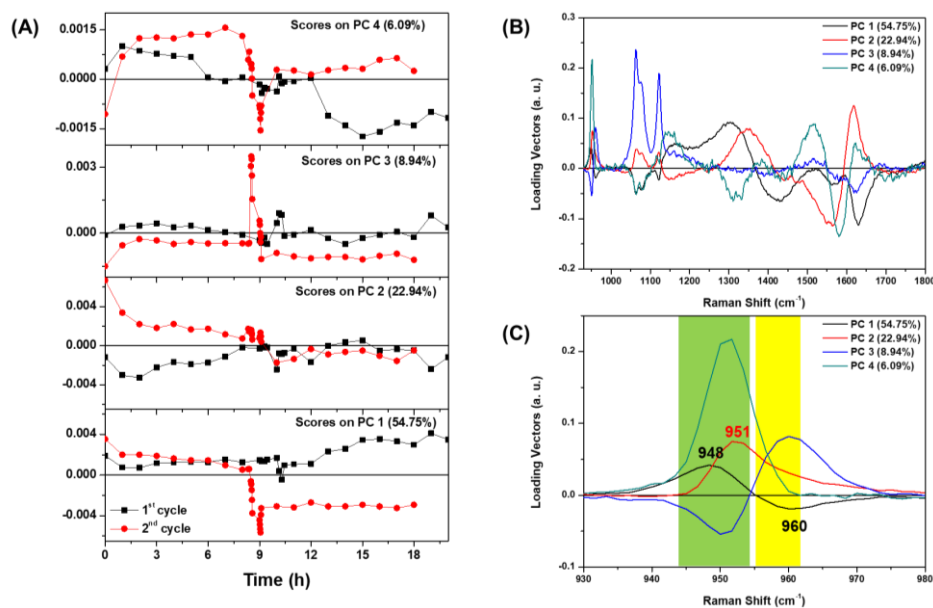 (A)
Scores on PC 4 (6.09%)
0.0015
0.0000
-0.0015
Scores on PC 3 (8.94%)
0.003
0.000
Scores on PC 2 (22.94%)
0.004
0.000
-0.004
Scores on PC 1 (54.75%)
0.004
0.000
-0.004
1st cycle
2nd cycle
0 3 6 9 12 15 18
Time (h)
(B)
Loading Vectors (a. u.)
0.3
0.2
0.1
0.0
-0.1
-0.2
PC 1 (54.75%)
PC 2 (22.94%)
PC 3 (8.94%)
PC 4 (6.09%)
1000 1100 1200 1300 1400 1500 1600 1700 1800
Raman Shift (cm-1)
(C)
Loading Vectors (a. u.)
0.2
0.1
0.0
-0.1
PC 1 (54.75%)
PC 2 (22.94%)
PC 3 (8.94%)
PC 4 (6.09%)
951
948
960
930 940 950 960 970 980
Raman Shift (cm-1)